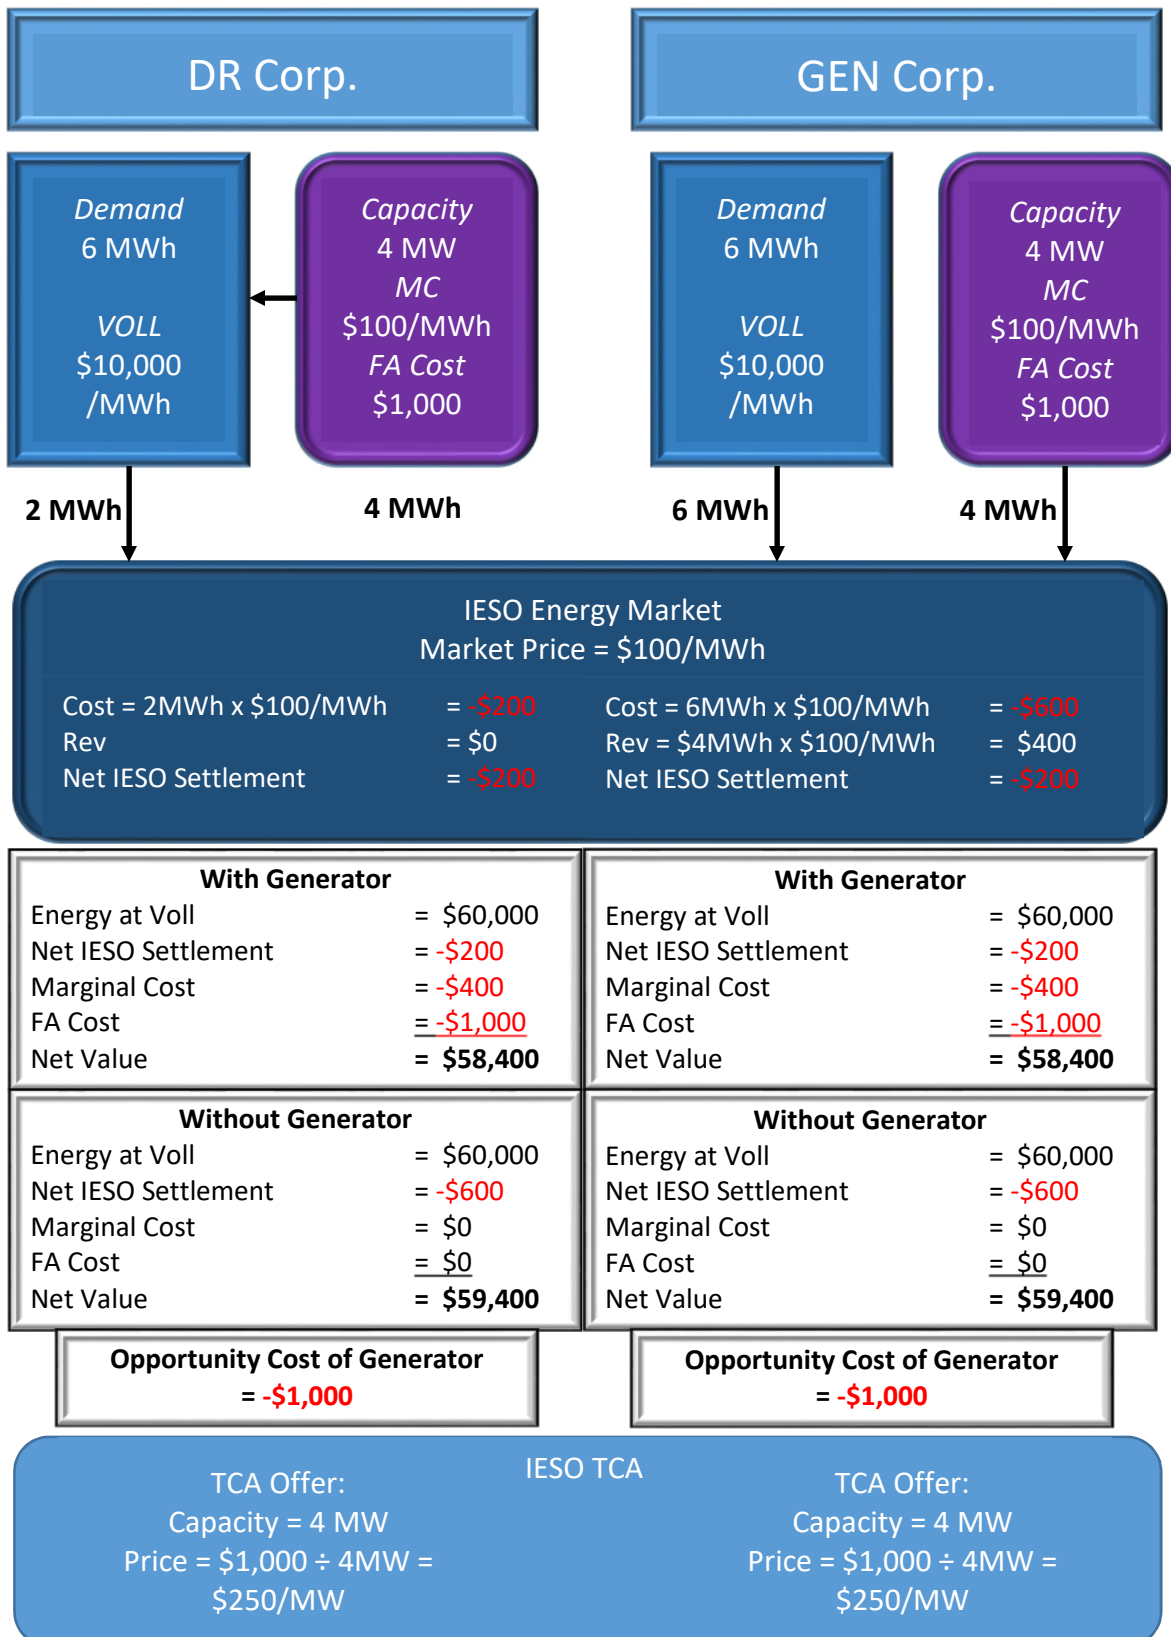 DR Corp.
GEN Corp.
Demand
6 MWh
VOLL
$10,000
/MWh
Capacity
4 MW
MC
$100/MWh
FA Cost
$1,000
Demand
6 MWh
VOLL
$10,000
/MWh
Capacity
4 MW
MC
$100/MWh
FA Cost
$1,000
2 MWh
4 MWh
6 MWh
4 MWh
IESO Energy Market
Market Price = $100/MWh
Cost = 2MWh x $100/MWh = -$200
Rev = $0
Net IESO Settlement = -$200
Cost = 6MWh x $100/MWh = -$600
Rev = $4MWh x $100/MWh = $400
Net IESO Settlement = -$200
With Generator
Energy at Voll = $60,000
Net IESO Settlement = -$200
Marginal Cost = -$400
FA Cost = -$1,000
Net Value = $58,400
With Generator
Energy at Voll = $60,000
Net IESO Settlement = -$200
Marginal Cost = -$400
FA Cost = -$1,000
Net Value = $58,400
Without Generator
Energy at Voll = $60,000
Net IESO Settlement = -$600
Marginal Cost = $0
FA Cost = $0
Net Value = $59,400
Without Generator
Energy at Voll = $60,000
Net IESO Settlement = -$600
Marginal Cost = $0
FA Cost = $0
Net Value = $59,400
Opportunity Cost of Generator
= -$1,000
Opportunity Cost of Generator
= -$1,000
IESO TCA
TCA Offer:
Capacity = 4 MW
Price = $1,000 ÷ 4MW =
$250/MW
TCA Offer:
Capacity = 4 MW
Price = $1,000 ÷ 4MW =
$250/MW